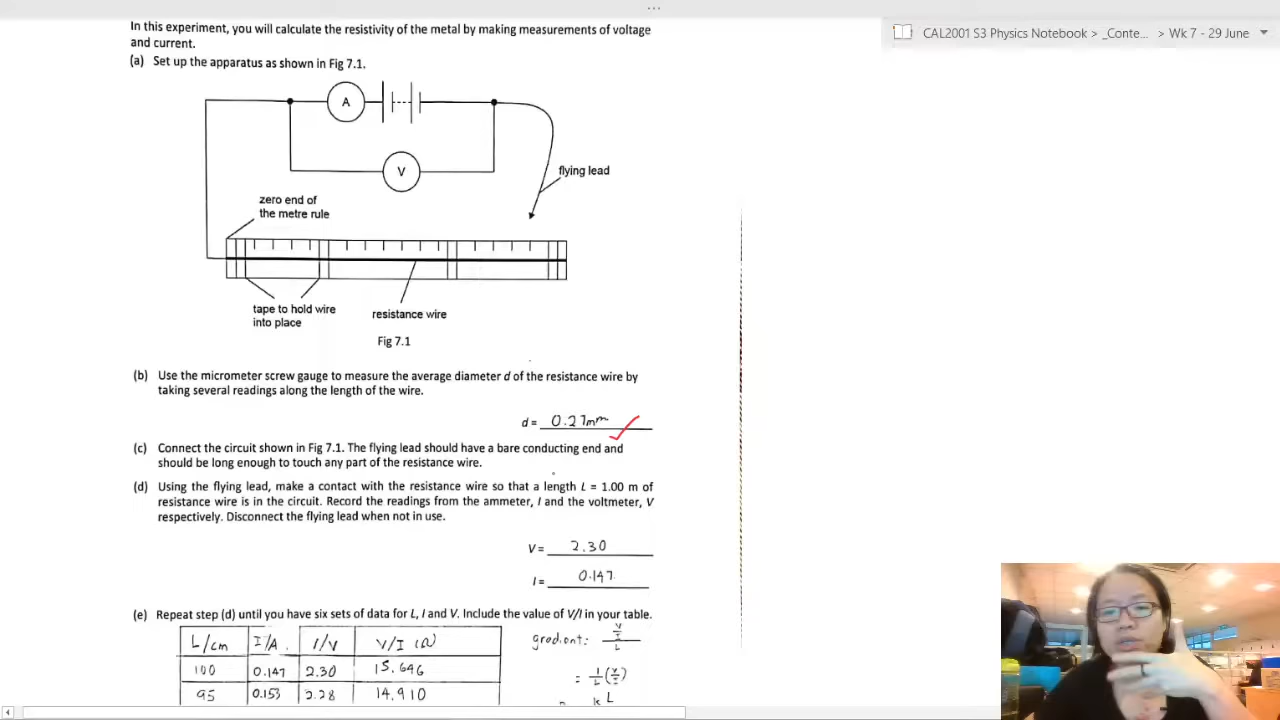 In this experiment, you will calculate the resistivity of the metal by making measurements of voltage
and current.
(a) Set up the apparatus as shown in Fig 7.1.
A
V
flying lead
zero end of
the metre rule
tape to hold wire
into place
resistance wire
Fig 7.1
(b) Use the micrometer screw gauge to measure the average diameter d of the resistance wire by
taking several readings along the length of the wire.
d = 0.27mm
(c) Connect the circuit shown in Fig 7.1. The flying lead should have a bare conducting end and
should be long enough to touch any part of the resistance wire.
(d) Using the flying lead, make a contact with the resistance wire so that a length L = 1.00 m of
resistance wire is in the circuit. Record the readings from the ammeter, I and the voltmeter, V
respectively. Disconnect the flying lead when not in use.
V = 2.30
I = 0.147
(e) Repeat step (d) until you have six sets of data for L, I and V. Include the value of V/I in your table.
L/cm I/A. I/V V/I (Ω)
100 0.147 2.30 15.646
95 0.153 2.28 14.910
gradient: V/I
L
= 1/L (V/I)
k L
CAL2001 S3 Physics Notebook > _Conte... > Wk 7 - 29 June